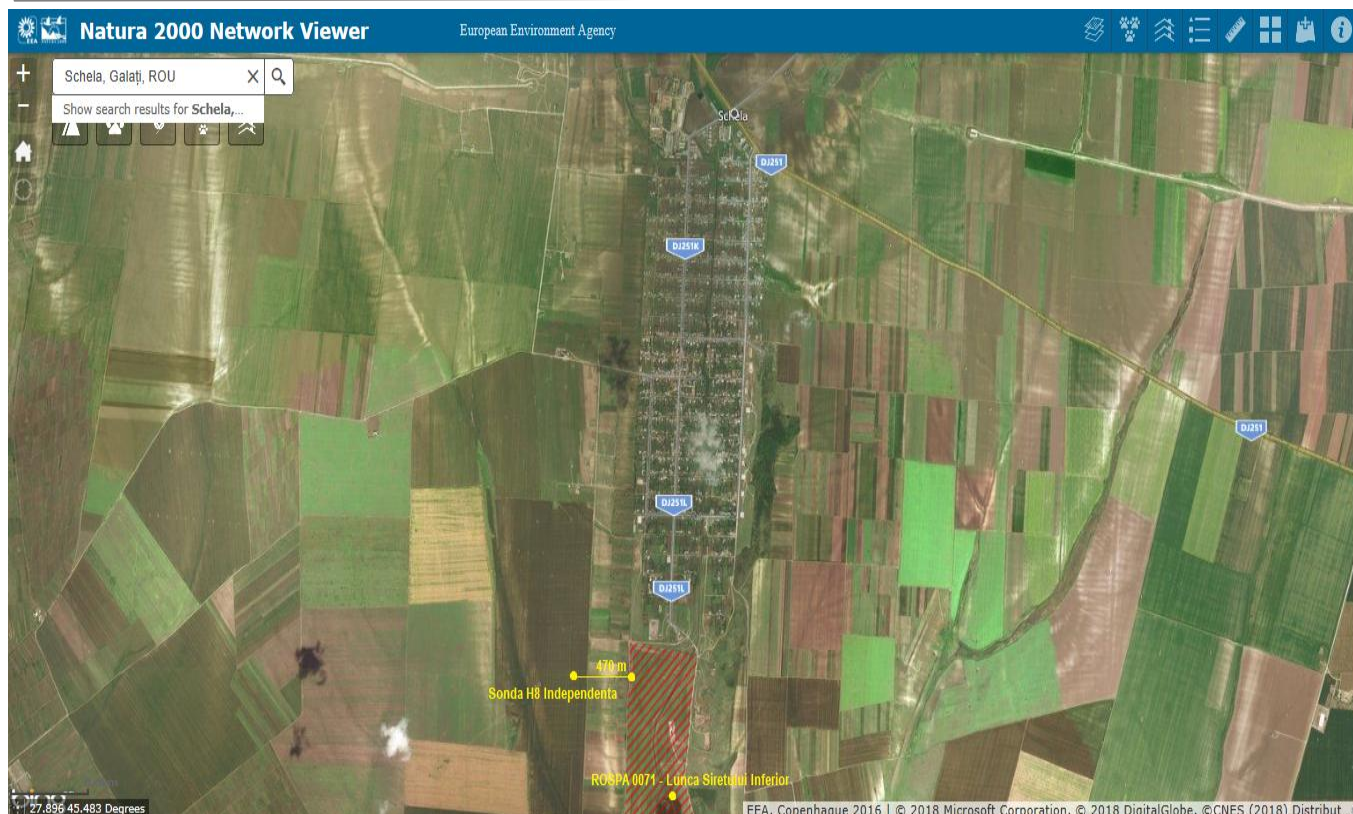 Natura 2000 Network Viewer
European Environment Agency
Schela, Galați, ROU
Show search results for Schela,...
Schela
DJ251
DJ251K
DJ251
DJ251L
DJ251L
470 m
Sonda H8 Independenta
ROSPA 0071 - Lunca Siretului Inferior
27.896 45.483 Degrees
EEA, Copenhague 2016 | © 2018 Microsoft Corporation, © 2018 DigitalGlobe, ©CNES (2018) Distribut